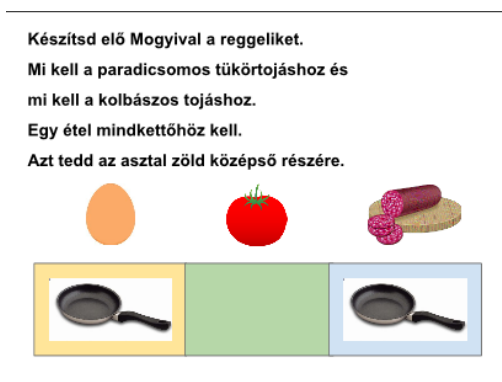 Készítsd elő Mogyival a reggeliket.
Mi kell a paradicsomos tükörtojáshoz és
mi kell a kolbászos tojáshoz.
Egy étel mindkettőhöz kell.
Azt tedd az asztal zöld középső részére.